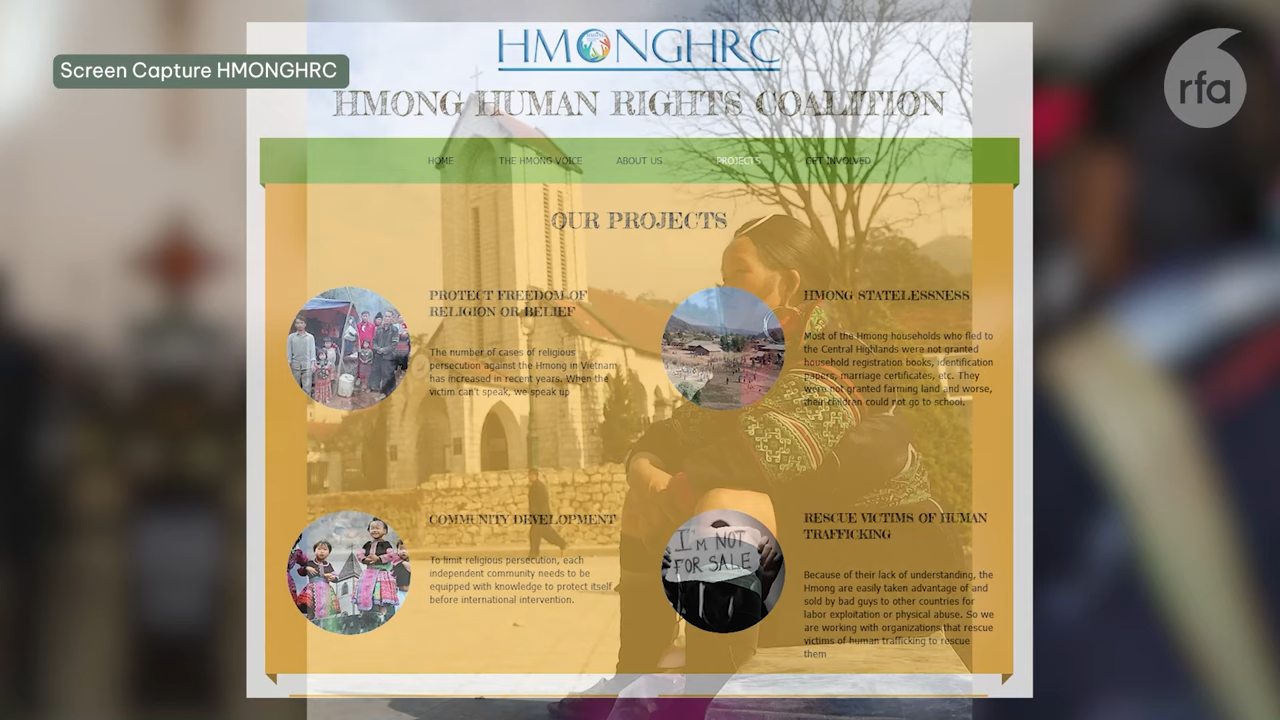 Screen Capture HMONGHRC
rfa
HMONGHRC
HMONG HUMAN RIGHTS COALITION
HOME THE HMONG VOICE ABOUT US PROJECTS GET INVOLVED
OUR PROJECTS
PROTECT FREEDOM OF
RELIGION OR BELIEF
The number of cases of religious
persecution against the Hmong in Vietnam
has increased in recent years. When the
victim can't speak, we speak up
HMONG STATELESSNESS
Most of the Hmong households who fled to
the Central Highlands were not granted
household registration books, identification
papers, marriage certificates, etc. They
were not granted farming land and worse,
their children could not go to school.
COMMUNITY DEVELOPMENT
To limit religious persecution, each
independent community needs to be
equipped with knowledge to protect itself
before international intervention.
I'M NOT
FOR SALE
RESCUE VICTIMS OF HUMAN
TRAFFICKING
Because of their lack of understanding, the
Hmong are easily taken advantage of and
sold by bad guys to other countries for
labor exploitation or physical abuse. So we
are working with organizations that rescue
victims of human trafficking to rescue
them